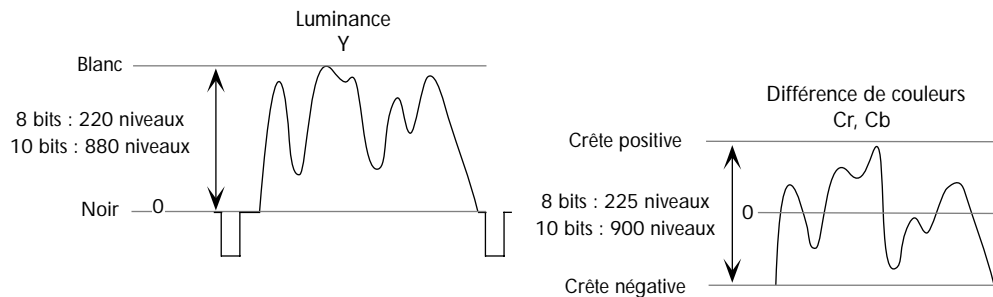 Luminance
Y
Blanc
8 bits : 220 niveaux
10 bits : 880 niveaux
Noir
0
Différence de couleurs
Cr, Cb
Crête positive
8 bits : 225 niveaux
10 bits : 900 niveaux
0
Crête négative